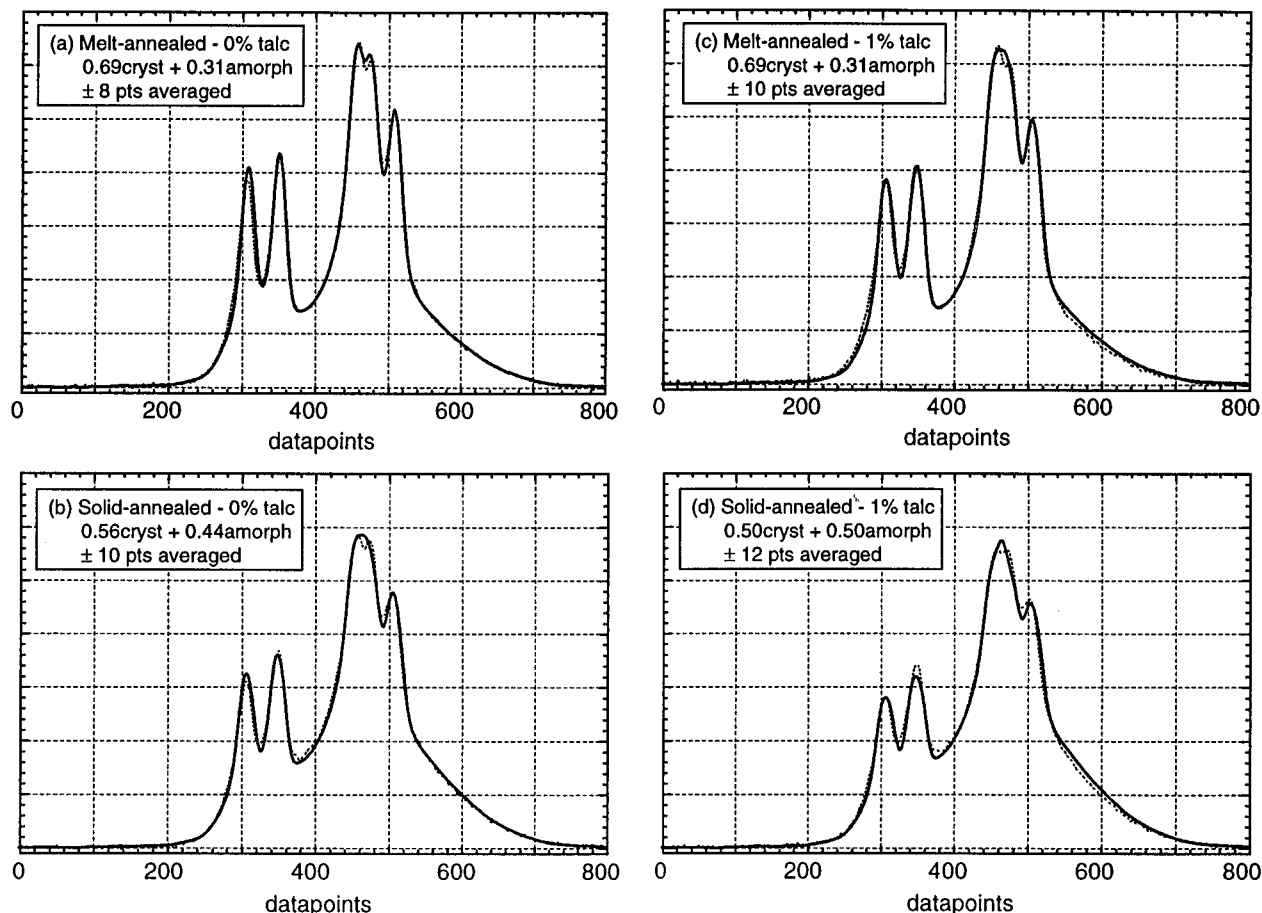 (a) Melt-annealed - 0% talc
0.69cryst + 0.31amorph
± 8 pts averaged
0 200 400 600 800
datapoints
(c) Melt-annealed - 1% talc
0.69cryst + 0.31amorph
± 10 pts averaged
0 200 400 600 800
datapoints
(b) Solid-annealed - 0% talc
0.56cryst + 0.44amorph
± 10 pts averaged
0 200 400 600 800
datapoints
(d) Solid-annealed - 1% talc
0.50cryst + 0.50amorph
± 12 pts averaged
0 200 400 600 800
datapoints